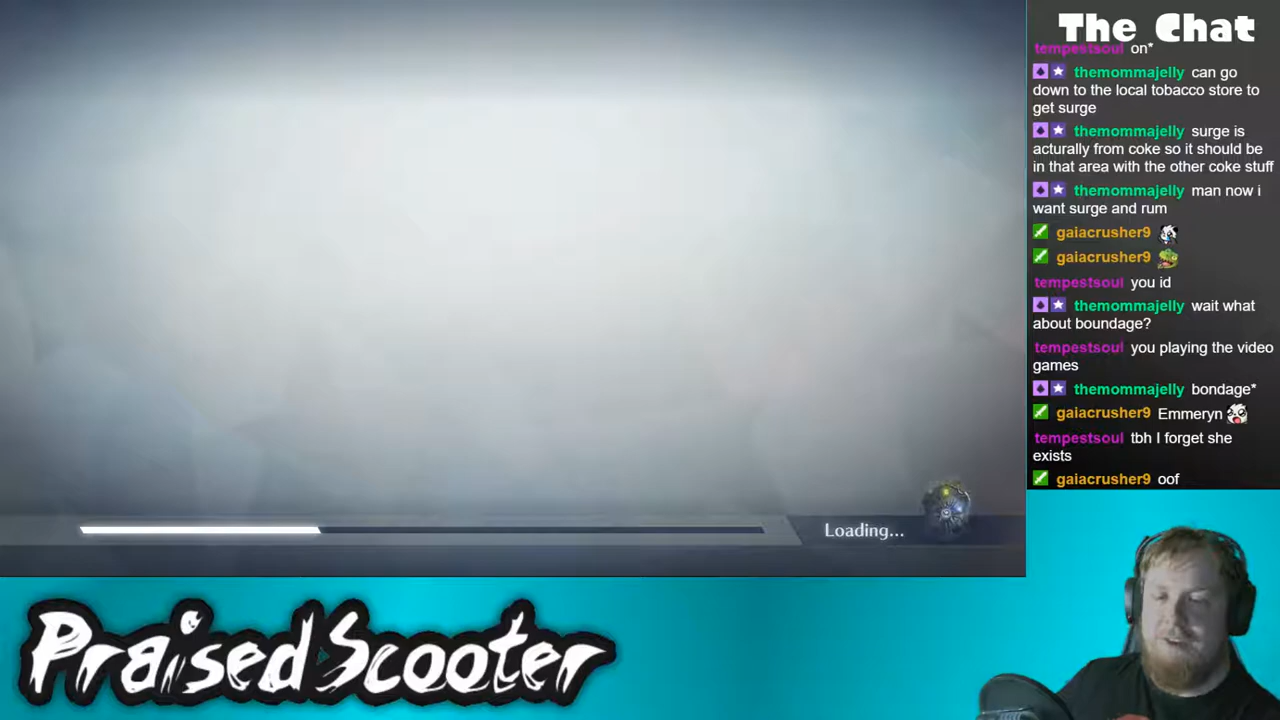 The Chat
tempestsoul on*
themommajelly can go
down to the local tobacco store to
get surge
themommajelly surge is
acturally from coke so it should be
in that area with the other coke stuff
themommajelly man now i
want surge and rum
gaiacrusher9
gaiacrusher9
tempestsoul you id
themommajelly wait what
about boundage?
tempestsoul you playing the video
games
themommajelly bondage*
gaiacrusher9 Emmeryn
tempestsoul tbh I forget she
exists
gaiacrusher9 oof
Loading...
PraisedScooter